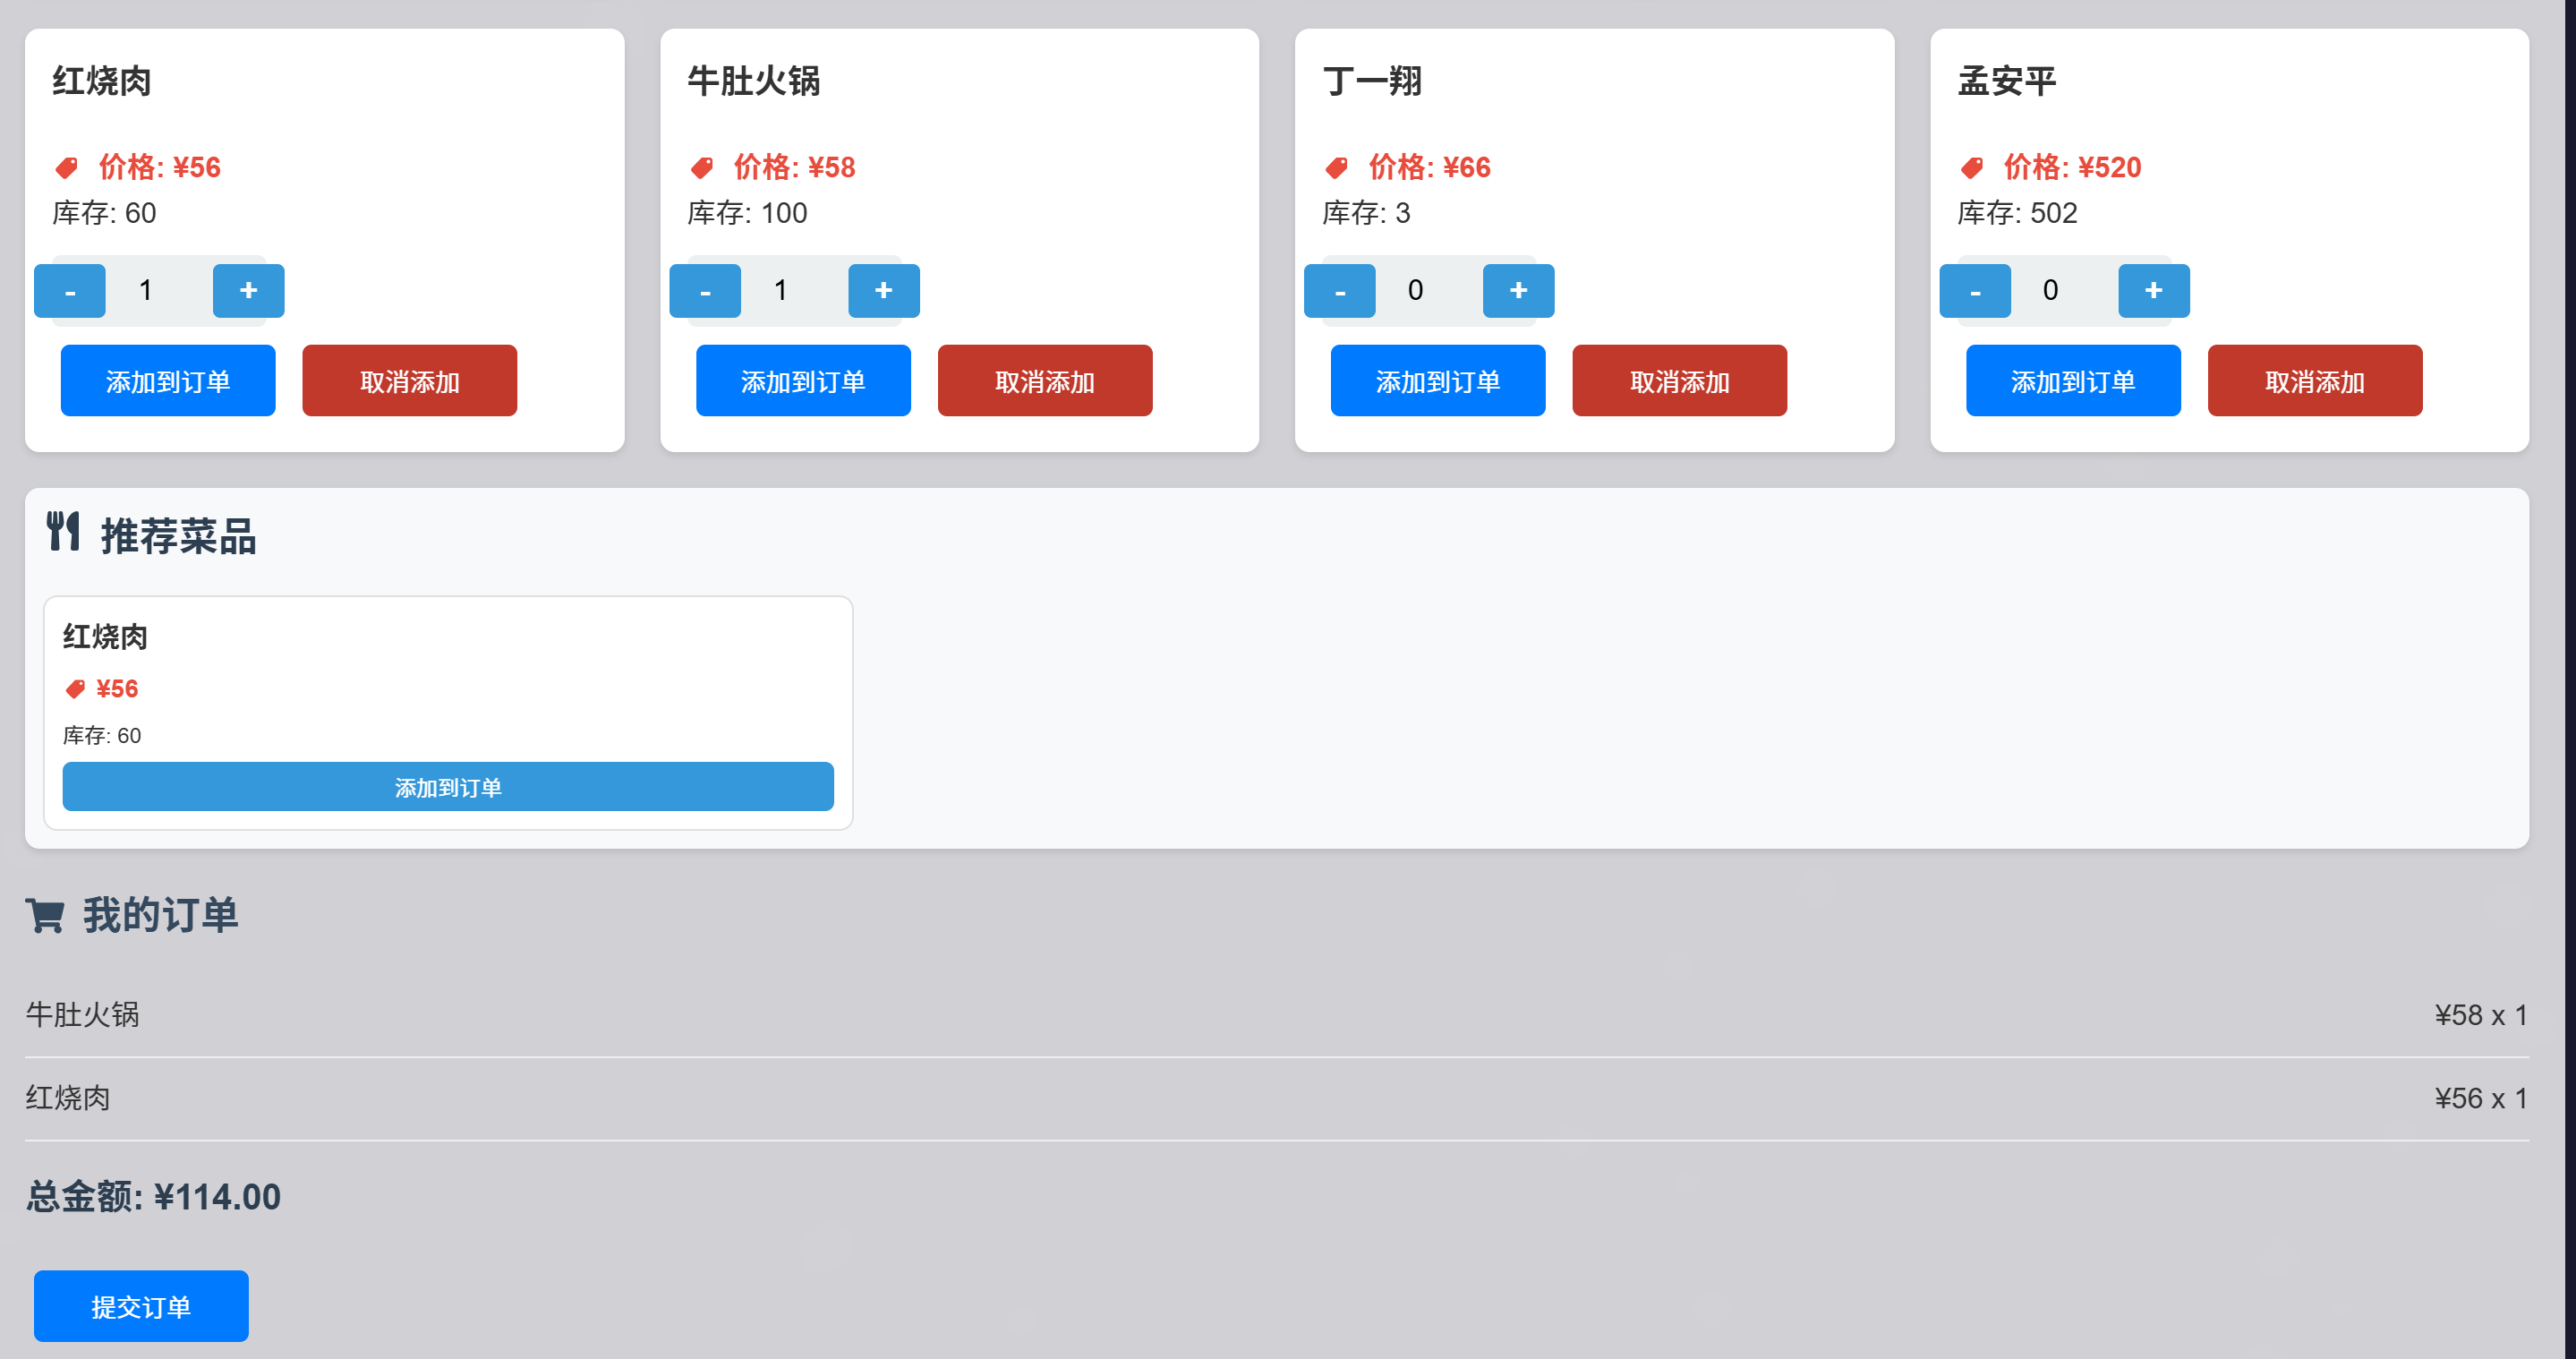 红烧肉
价格: ¥56
库存: 60
- 1 +
添加到订单 取消添加
牛肚火锅
价格: ¥58
库存: 100
- 1 +
添加到订单 取消添加
丁一翔
价格: ¥66
库存: 3
- 0 +
添加到订单 取消添加
孟安平
价格: ¥520
库存: 502
- 0 +
添加到订单 取消添加
推荐菜品
红烧肉
¥56
库存: 60
添加到订单
我的订单
牛肚火锅 ¥58 x 1
红烧肉 ¥56 x 1
总金额: ¥114.00
提交订单